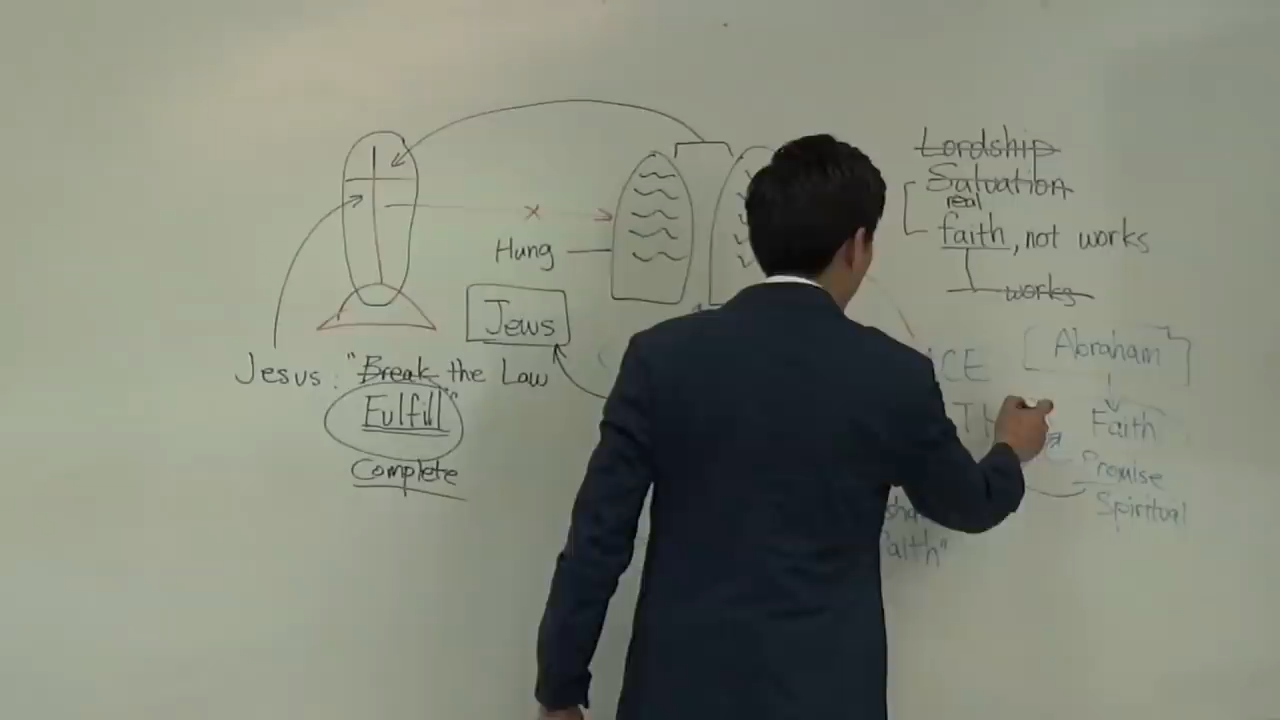 Lordship
Salvation
real
faith, not works
works
Hung
Jews
Jesus: "Break the Law"
Fulfill
Complete
Abraham
Faith
Promise
Spiritual